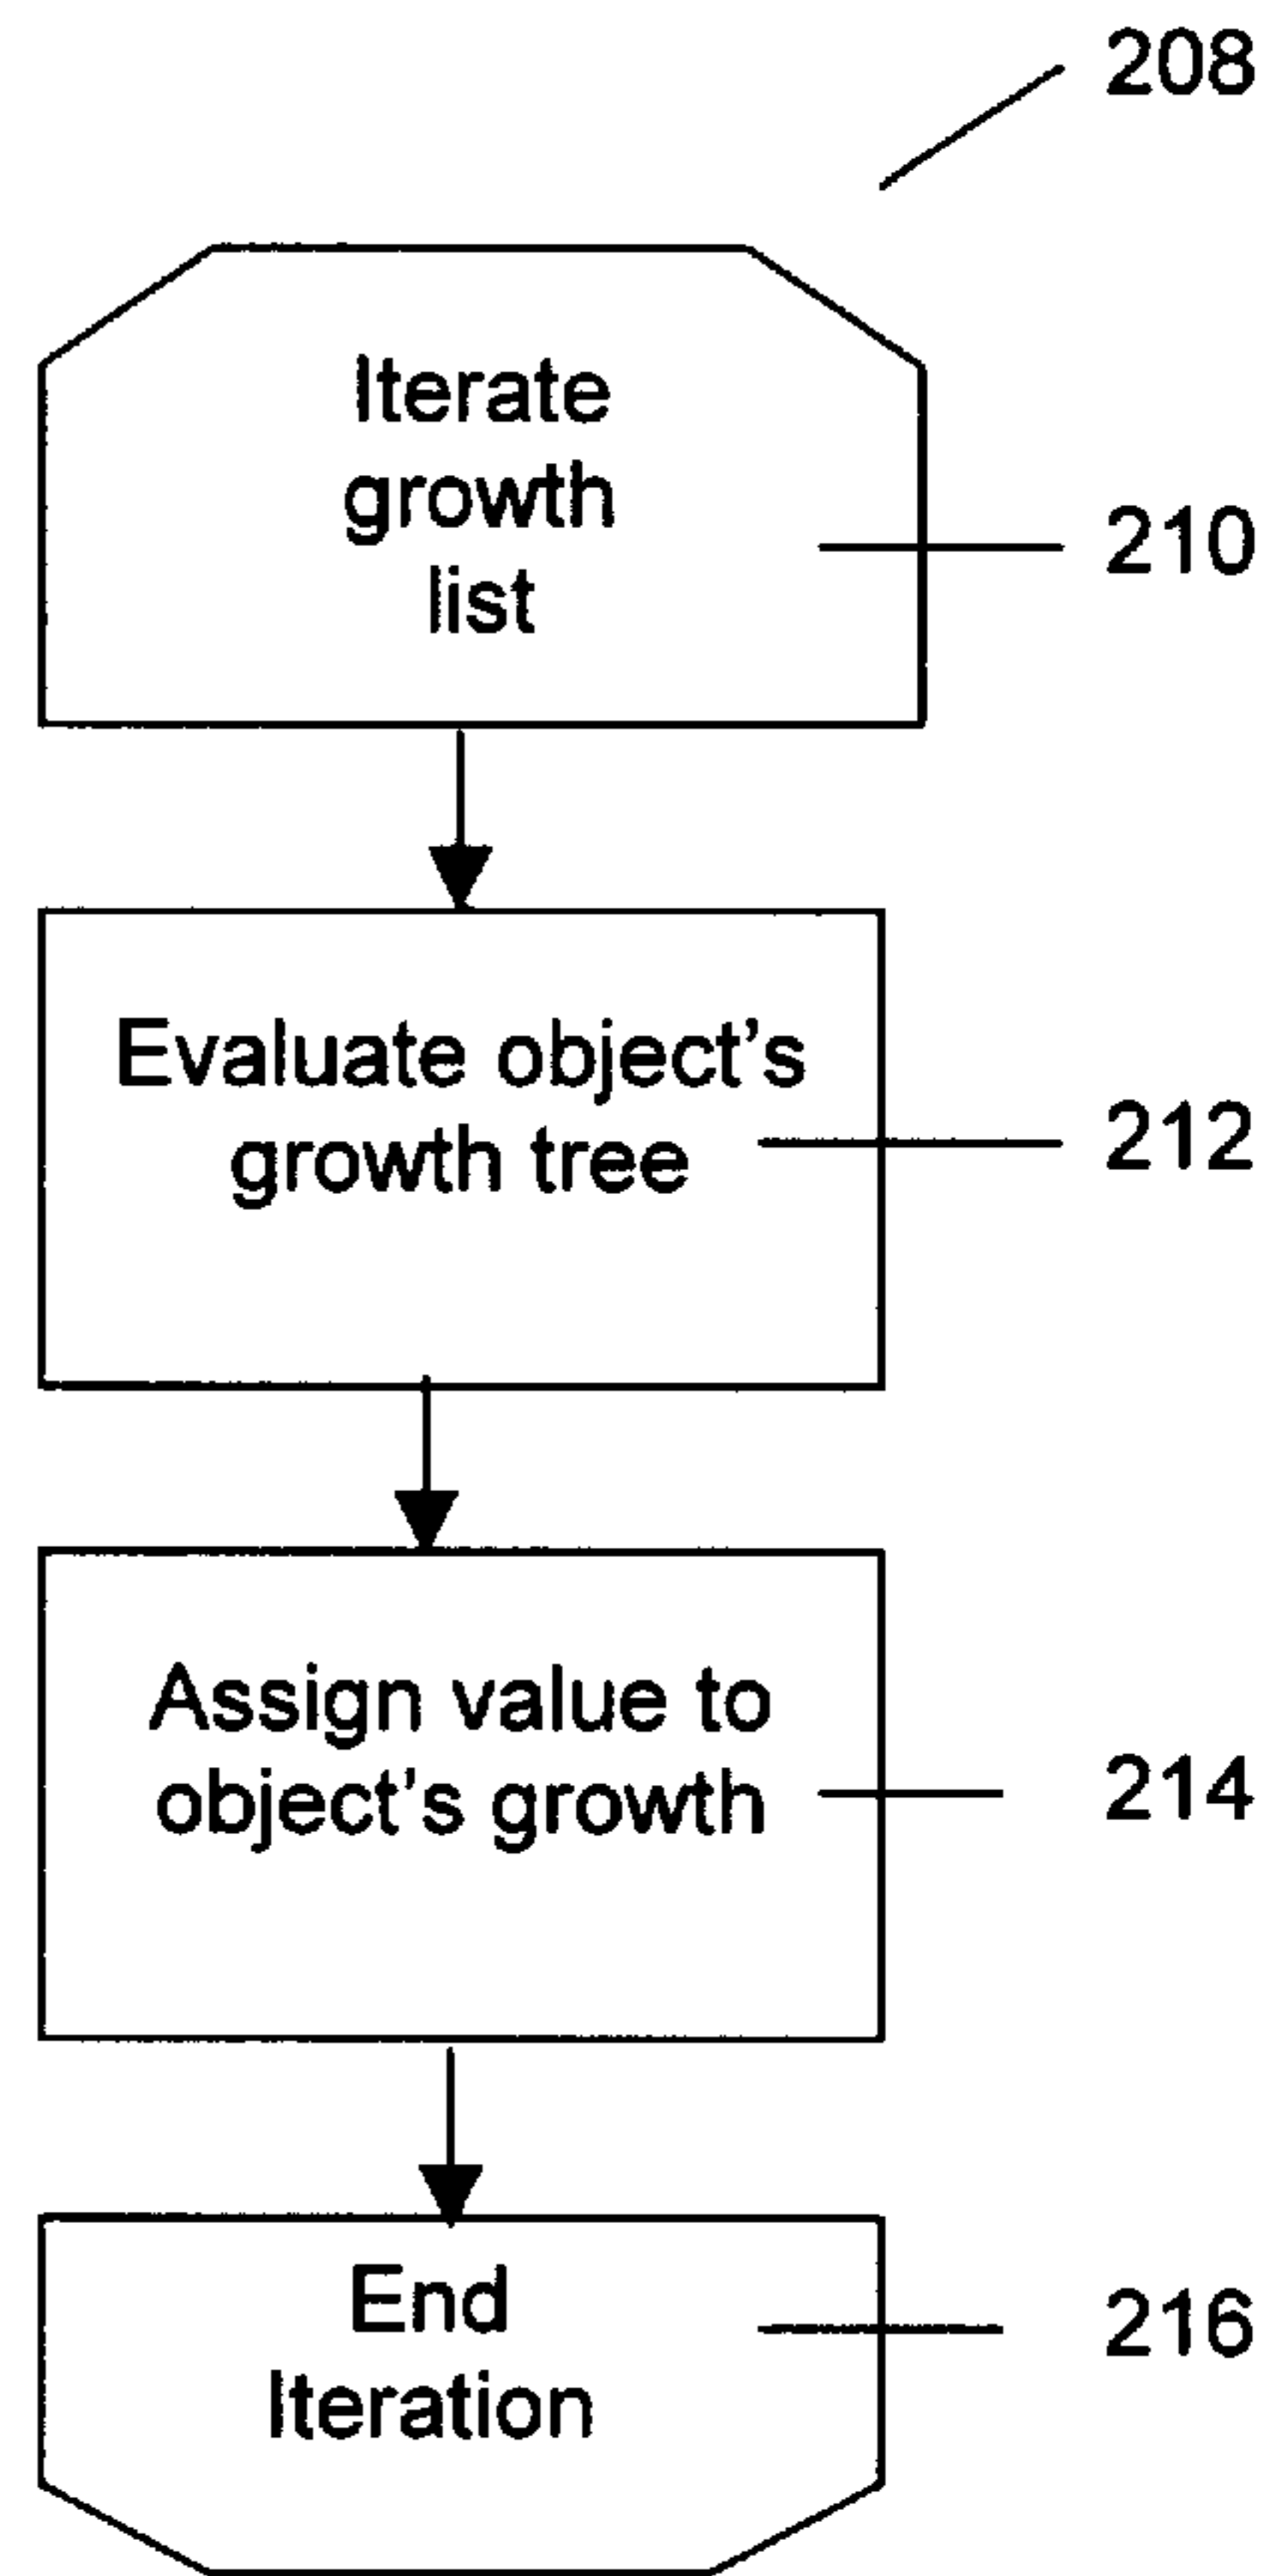 208
Iterate
growth
list
210
Evaluate object's
growth tree
212
Assign value to
object's growth
214
End
Iteration
216